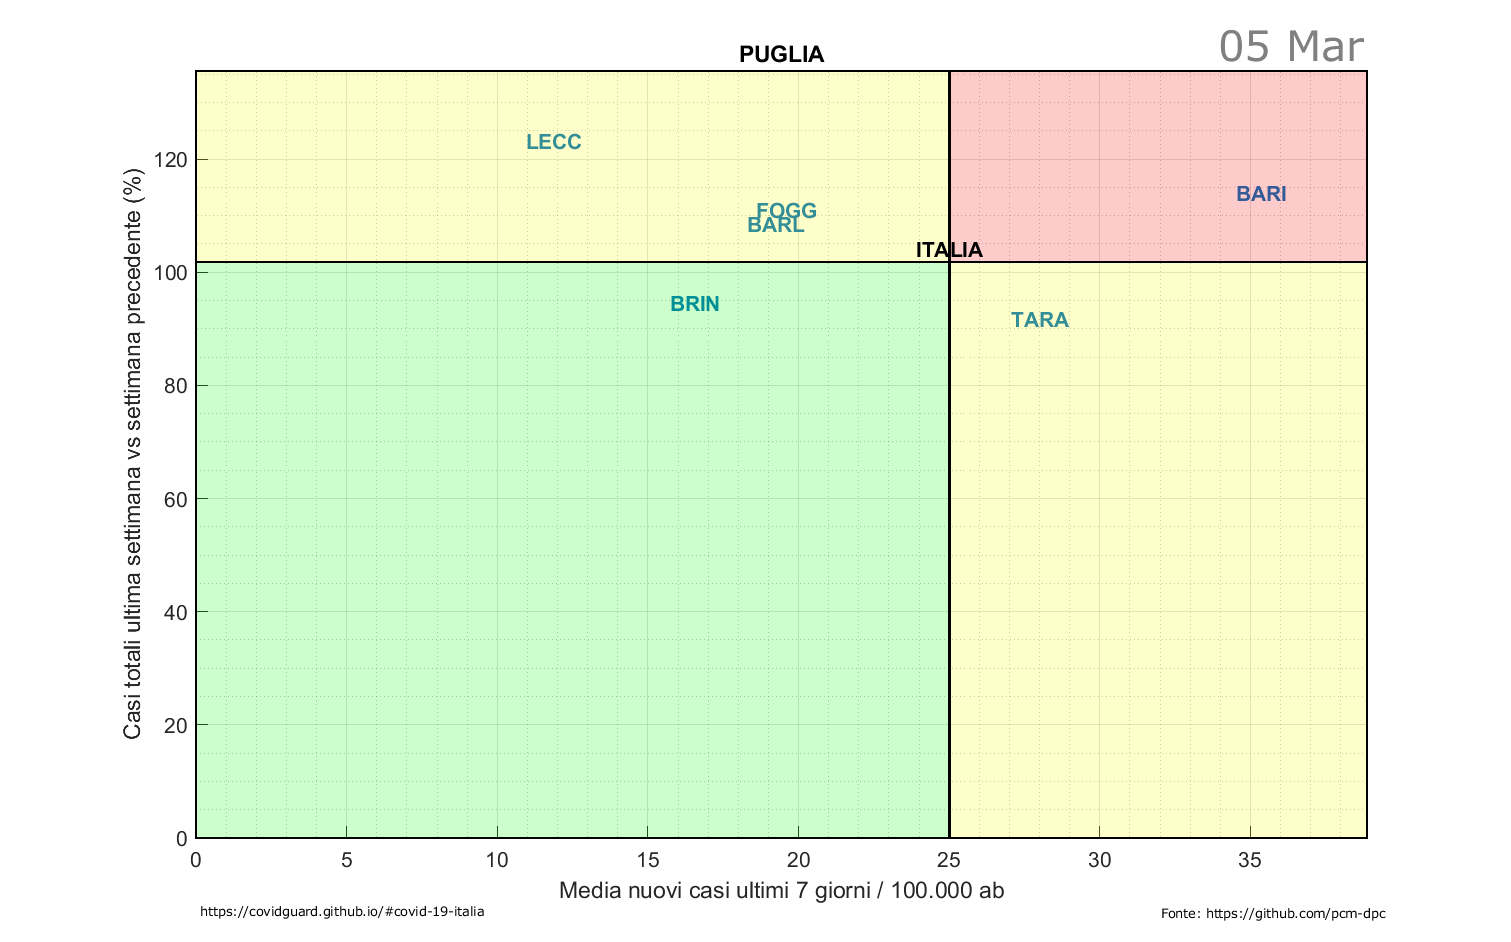 05 Mar
PUGLIA
Casi totali ultima settimana vs settimana precedente (%)
120
100
80
60
40
20
0
LECC
FOGG
BARL
BARI
ITALIA
BRIN
TARA
0 5 10 15 20 25 30 35
Media nuovi casi ultimi 7 giorni / 100.000 ab
https://covidguard.github.io/#covid-19-italia
Fonte: https://github.com/pcm-dpc